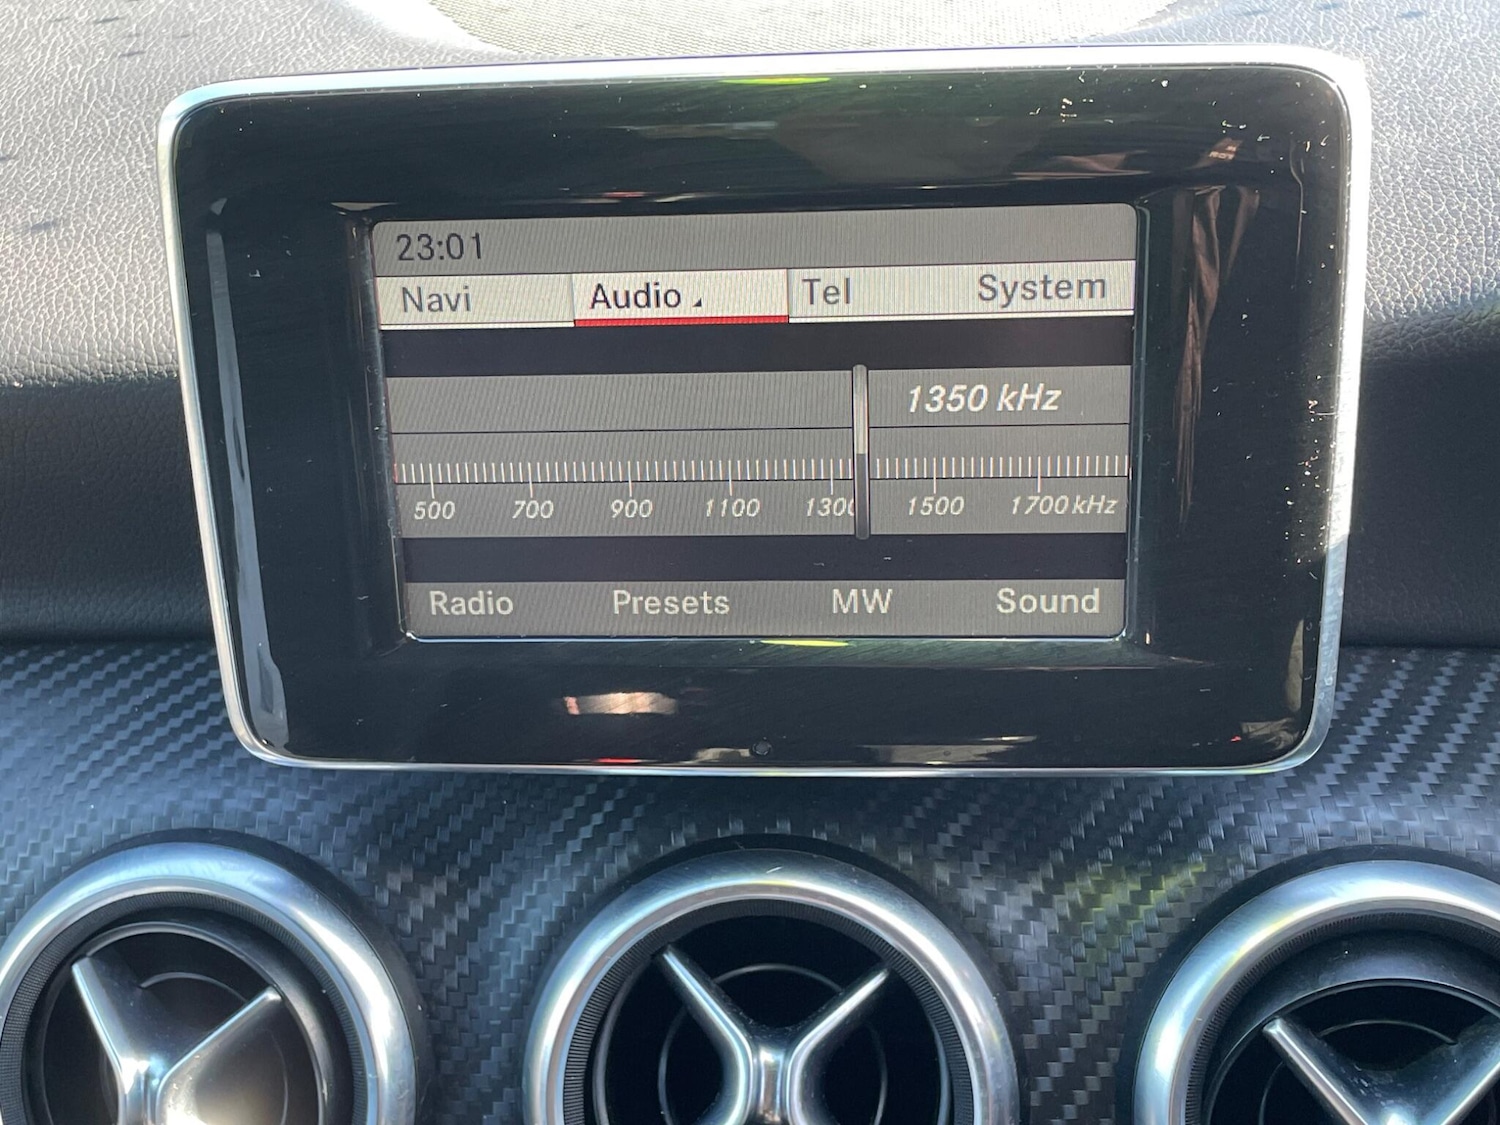 23:01
Navi Audio Tel System
1350 kHz
500 700 900 1100 1300 1500 1700 kHz
Radio Presets MW Sound